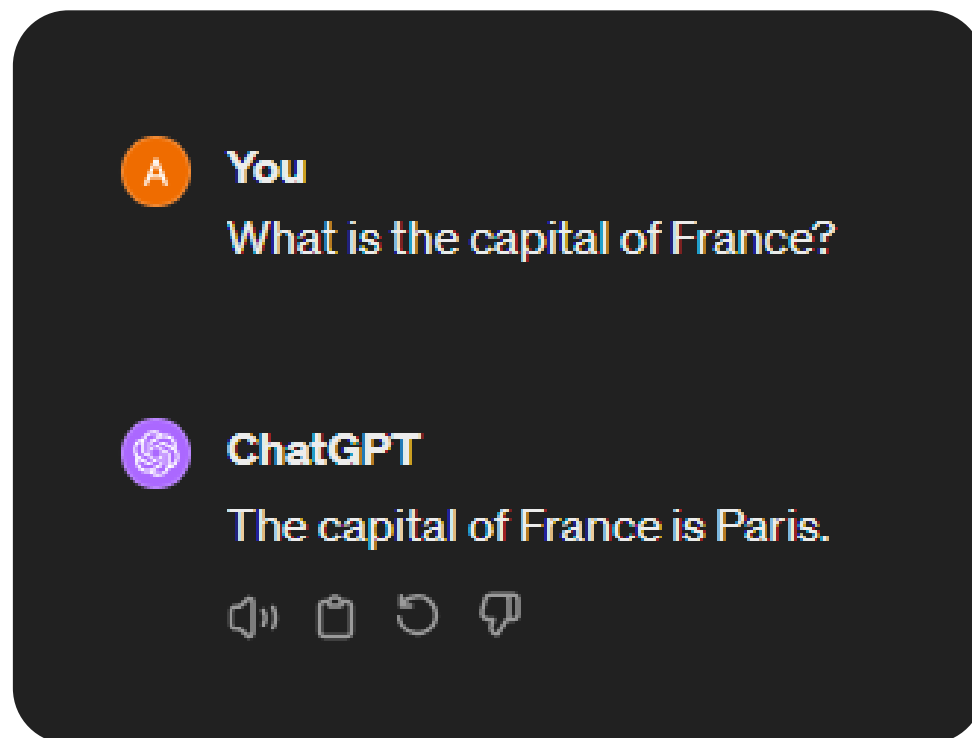 A
You
What is the capital of France?
ChatGPT
The capital of France is Paris.